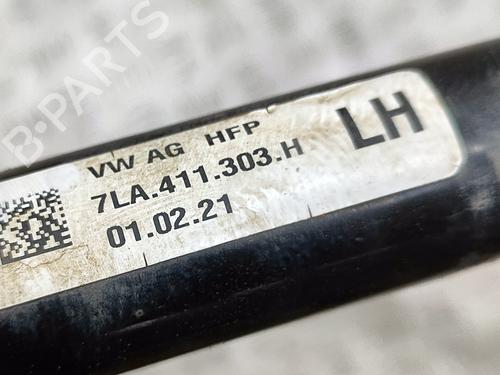 B-PARTS
VW AG HFP
7LA.411.303.H
01.02.21
LH